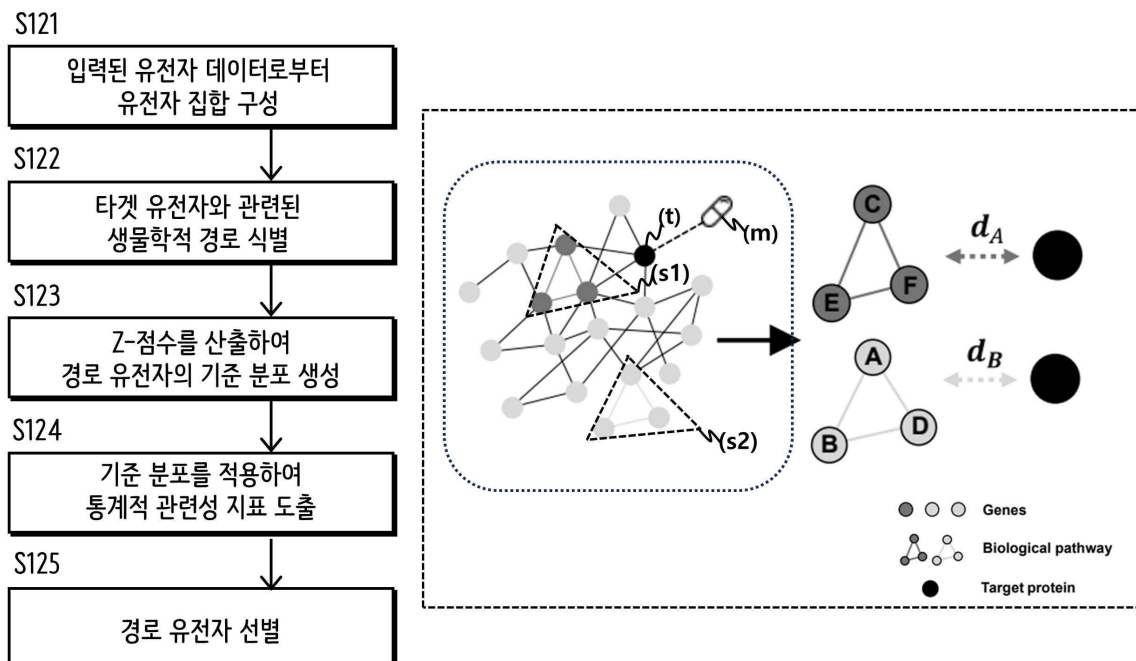 S121
입력된 유전자 데이터로부터
유전자 집합 구성
S122
타겟 유전자와 관련된
생물학적 경로 식별
S123
Z-점수를 산출하여
경로 유전자의 기준 분포 생성
S124
기준 분포를 적용하여
통계적 관련성 지표 도출
S125
경로 유전자 선별
(t)
(m)
(s1)
(s2)
C
E
F
d_A
A
B
D
d_B
Genes
Biological pathway
Target protein